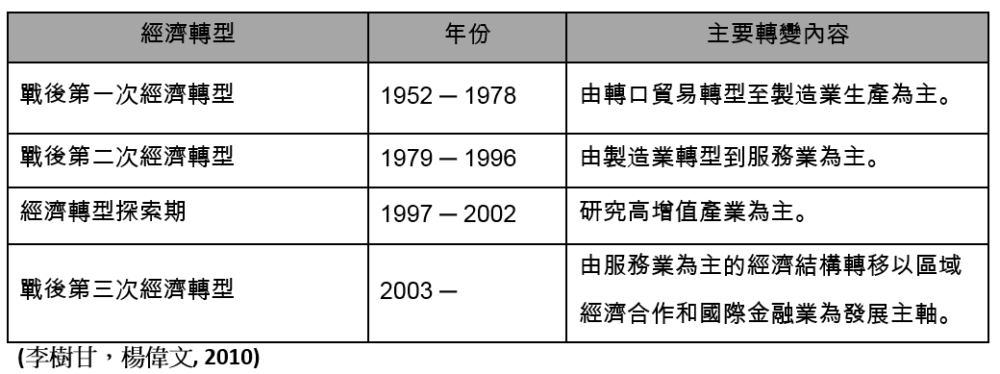 經濟轉型 年份 主要轉變內容
戰後第一次經濟轉型 1952 ─ 1978 由轉口貿易轉型至製造業生產為主。
戰後第二次經濟轉型 1979 ─ 1996 由製造業轉型到服務業為主。
經濟轉型探索期 1997 ─ 2002 研究高增值產業為主。
戰後第三次經濟轉型 2003 ─ 由服務業為主的經濟結構轉移以區域
經濟合作和國際金融業為發展主軸。
(李樹甘，楊偉文, 2010)